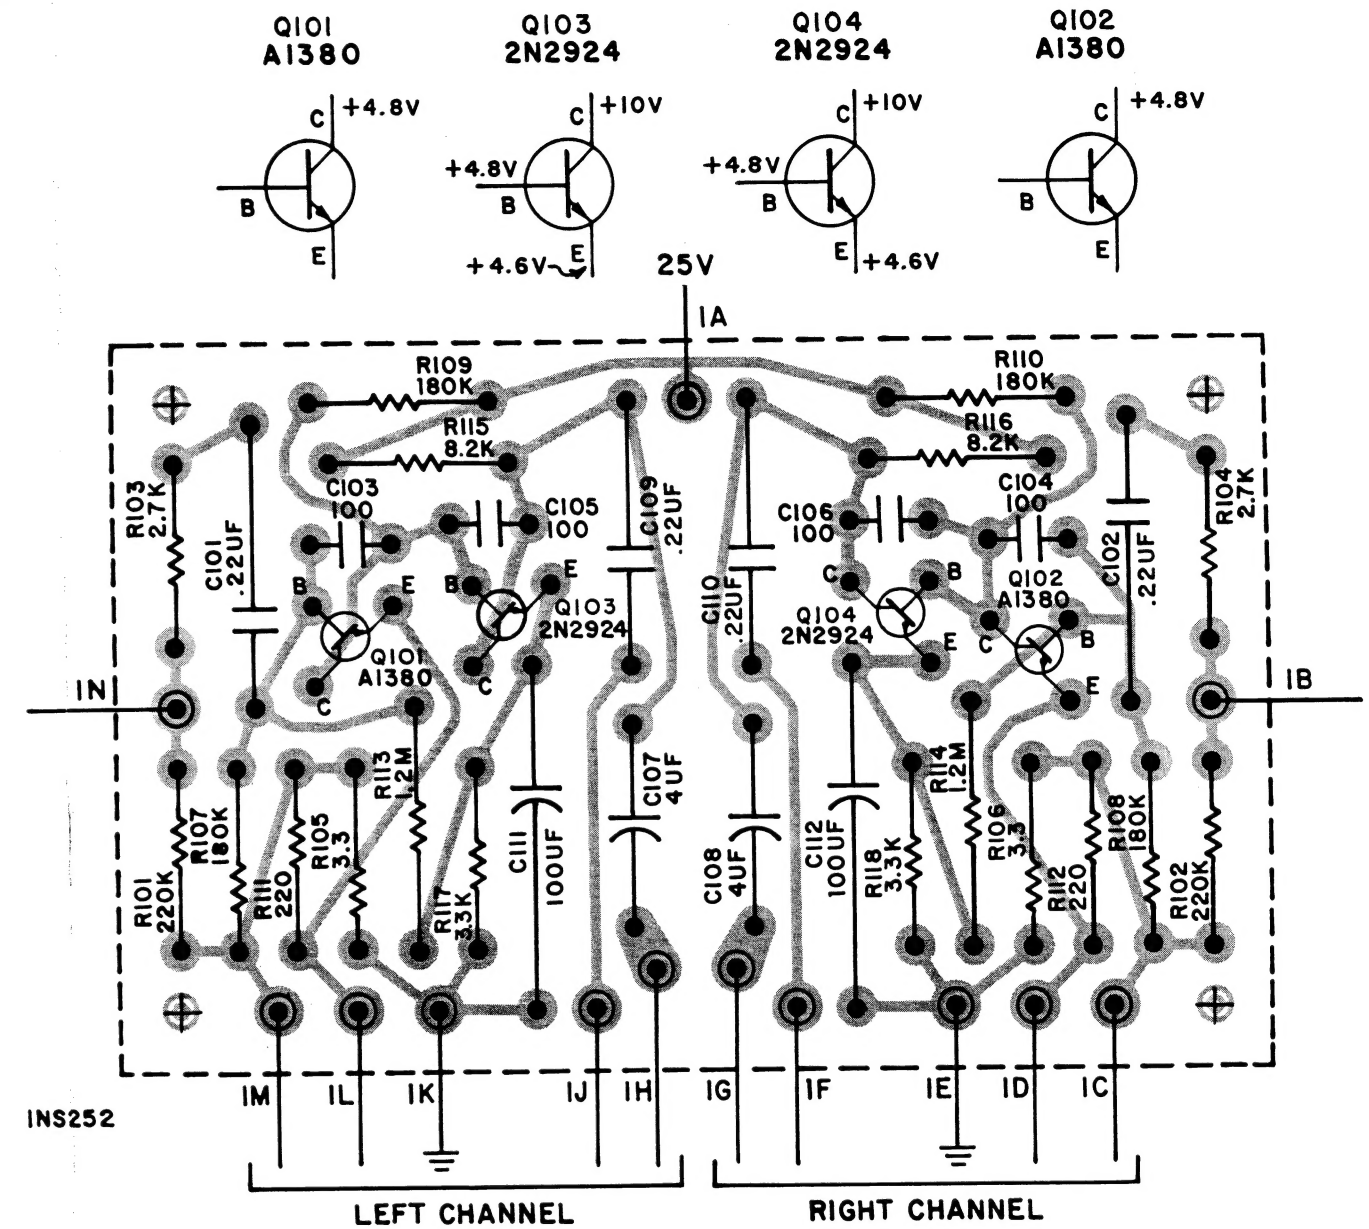 Q101
A1380
Q103
2N2924
Q104
2N2924
Q102
A1380
C +4.8V
B
E
C +10V
+4.8V
B
E
+4.6V
C +10V
+4.8V
B
E +4.6V
C +4.8V
B
E
25V
1A
R109
180K
R110
180K
R115
8.2K
R116
8.2K
R103
2.7K
C101
.22UF
C103
100
C105
100
C109
.22UF
C106
100
C104
100
C102
.22UF
R104
2.7K
B
E
C
Q101
A1380
B
E
C
Q103
2N2924
C110
.22UF
C
B
E
Q104
2N2924
Q102
A1380
C
B
E
1N
1B
R101
220K
R107
180K
R111
220
R105
3.3
R113
1.2M
R117
3.3K
C111
100UF
C107
4UF
C108
4UF
C112
100UF
R118
3.3K
R114
1.2M
R106
3.3
R112
220
R108
180K
R102
220K
1M
1L
1K
1J
1H
1G
1F
1E
1D
1C
INS252
LEFT CHANNEL
RIGHT CHANNEL